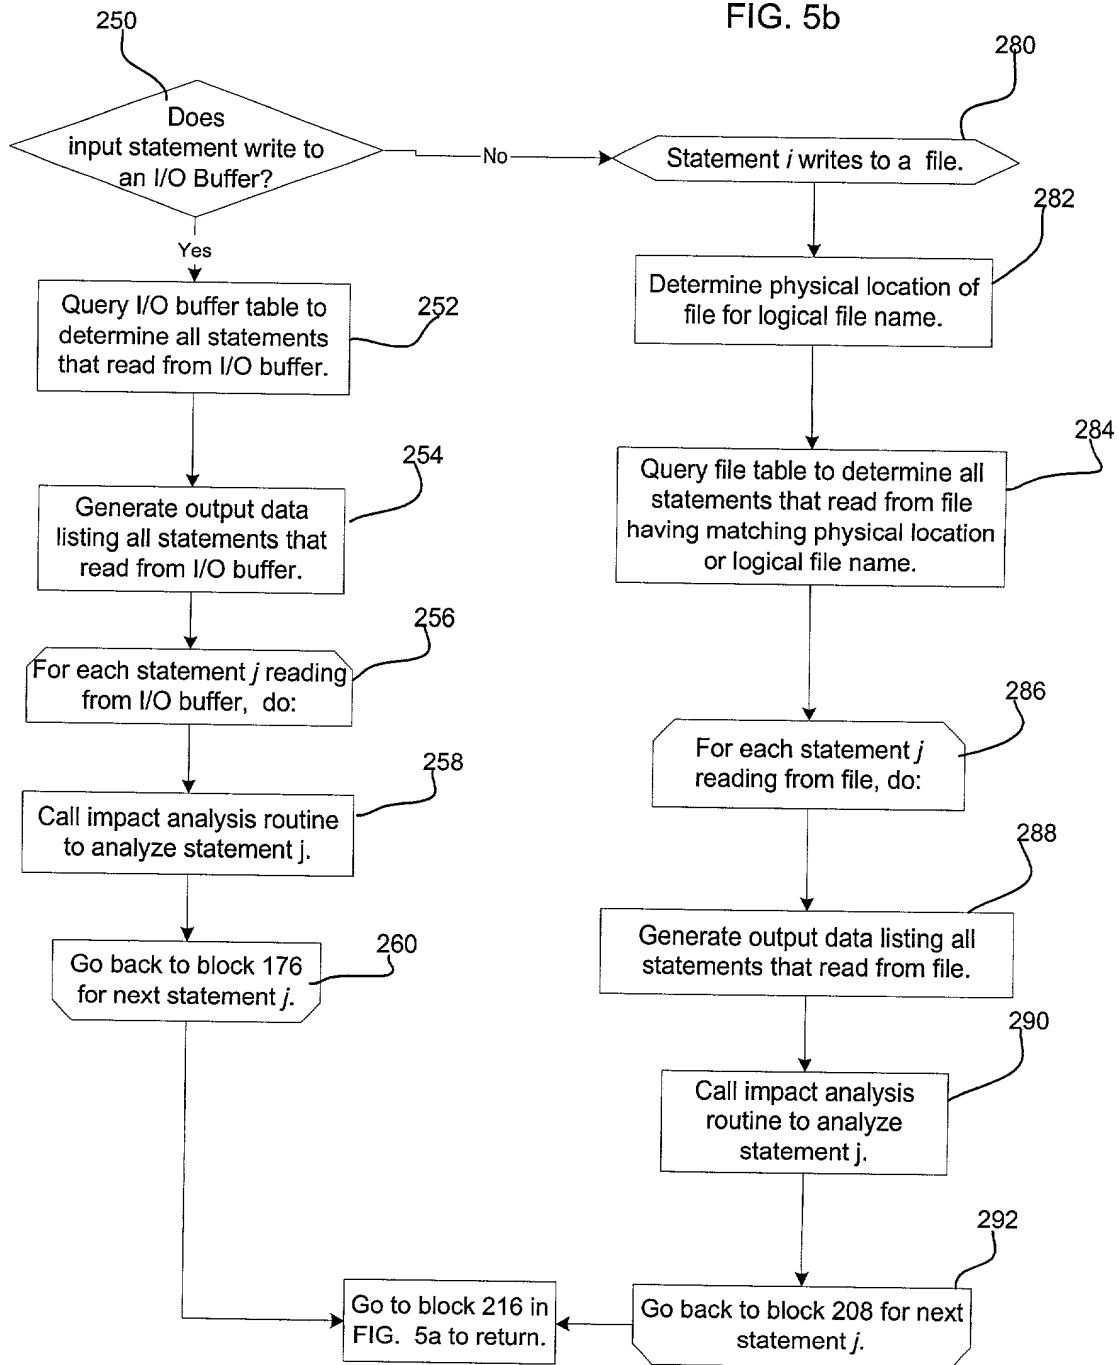 FIG. 5b
250
Does
input statement write to
an I/O Buffer?
No
Yes
252
Query I/O buffer table to
determine all statements
that read from I/O buffer.
254
Generate output data
listing all statements that
read from I/O buffer.
256
For each statement j reading
from I/O buffer, do:
258
Call impact analysis routine
to analyze statement j.
260
Go back to block 176
for next statement j.
280
Statement i writes to a file.
282
Determine physical location of
file for logical file name.
284
Query file table to determine all
statements that read from file
having matching physical location
or logical file name.
286
For each statement j
reading from file, do:
288
Generate output data listing all
statements that read from file.
290
Call impact analysis
routine to analyze
statement j.
292
Go back to block 208 for next
statement j.
Go to block 216 in
FIG. 5a to return.